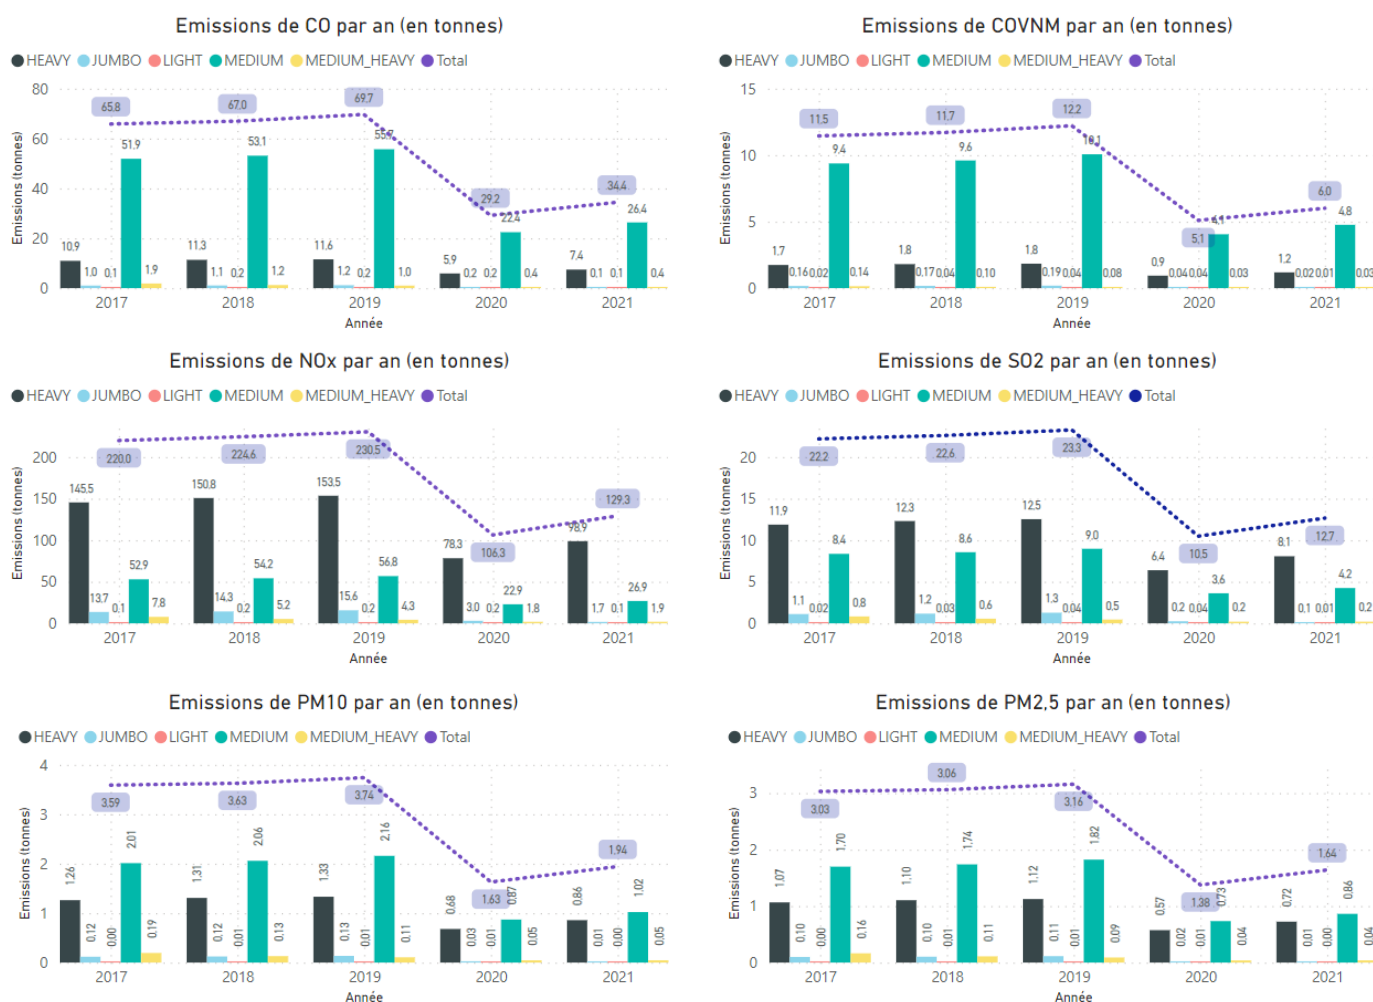 Emissions de CO par an (en tonnes)
HEAVY JUMBO LIGHT MEDIUM MEDIUM_HEAVY Total
Emissions (tonnes)
80
60
40
20
0
65.8 67.0 69.7 29.2 34.4
10.9 1.0 0.1 51.9 1.9
11.3 1.1 0.2 53.1 1.2
11.6 1.2 0.2 55.7 1.0
5.9 0.2 0.2 22.4 0.4
7.4 0.1 0.1 26.4 0.4
2017 2018 2019 2020 2021
Année
Emissions de COVNM par an (en tonnes)
HEAVY JUMBO LIGHT MEDIUM MEDIUM_HEAVY Total
Emissions (tonnes)
15
10
5
0
11.5 11.7 12.2 5.1 6.0
1.7 0.16 0.02 9.4 0.14
1.8 0.17 0.04 9.6 0.10
1.8 0.19 0.04 10.1 0.08
0.9 0.04 0.04 4.1 0.03
1.2 0.02 0.01 4.8 0.03
2017 2018 2019 2020 2021
Année
Emissions de NOx par an (en tonnes)
HEAVY JUMBO LIGHT MEDIUM MEDIUM_HEAVY Total
Emissions (tonnes)
200
150
100
50
0
220.0 224.6 230.5 106.3 129.3
145.5 13.7 0.1 52.9 7.8
150.8 14.3 0.2 54.2 5.2
153.5 15.6 0.2 56.8 4.3
78.3 3.0 0.2 22.9 1.8
98.9 1.7 0.1 26.9 1.9
2017 2018 2019 2020 2021
Année
Emissions de SO2 par an (en tonnes)
HEAVY JUMBO LIGHT MEDIUM MEDIUM_HEAVY Total
Emissions (tonnes)
20
15
10
5
0
22.2 22.6 23.3 10.5 12.7
11.9 1.1 0.02 8.4 0.8
12.3 1.2 0.03 8.6 0.6
12.5 1.3 0.04 9.0 0.5
6.4 0.2 0.04 3.6 0.2
8.1 0.1 0.01 4.2 0.2
2017 2018 2019 2020 2021
Année
Emissions de PM10 par an (en tonnes)
HEAVY JUMBO LIGHT MEDIUM MEDIUM_HEAVY Total
Emissions (tonnes)
4
3
2
1
0
3.59 3.63 3.74 1.63 1.94
1.26 0.12 0.00 2.01 0.19
1.31 0.12 0.01 2.06 0.13
1.33 0.13 0.01 2.16 0.11
0.68 0.03 0.01 0.87 0.05
0.86 0.01 0.00 1.02 0.05
2017 2018 2019 2020 2021
Année
Emissions de PM2,5 par an (en tonnes)
HEAVY JUMBO LIGHT MEDIUM MEDIUM_HEAVY Total
Emissions (tonnes)
3
2
1
0
3.03 3.06 3.16 1.38 1.64
1.07 0.10 0.00 1.70 0.16
1.10 0.10 0.01 1.74 0.11
1.12 0.11 0.01 1.82 0.09
0.57 0.02 0.01 0.73 0.04
0.72 0.01 0.00 0.86 0.04
2017 2018 2019 2020 2021
Année